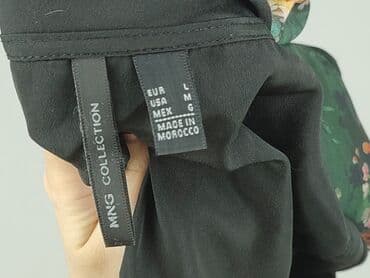 MNG COLLECTION
EUR L
USA M
MEX G
MADE IN
MOROCCO